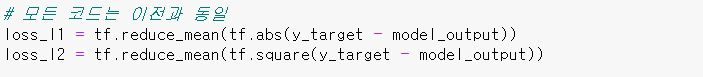 # 모든 코드는 이전과 동일
loss_l1 = tf.reduce_mean(tf.abs(y_target - model_output))
loss_l2 = tf.reduce_mean(tf.square(y_target - model_output))